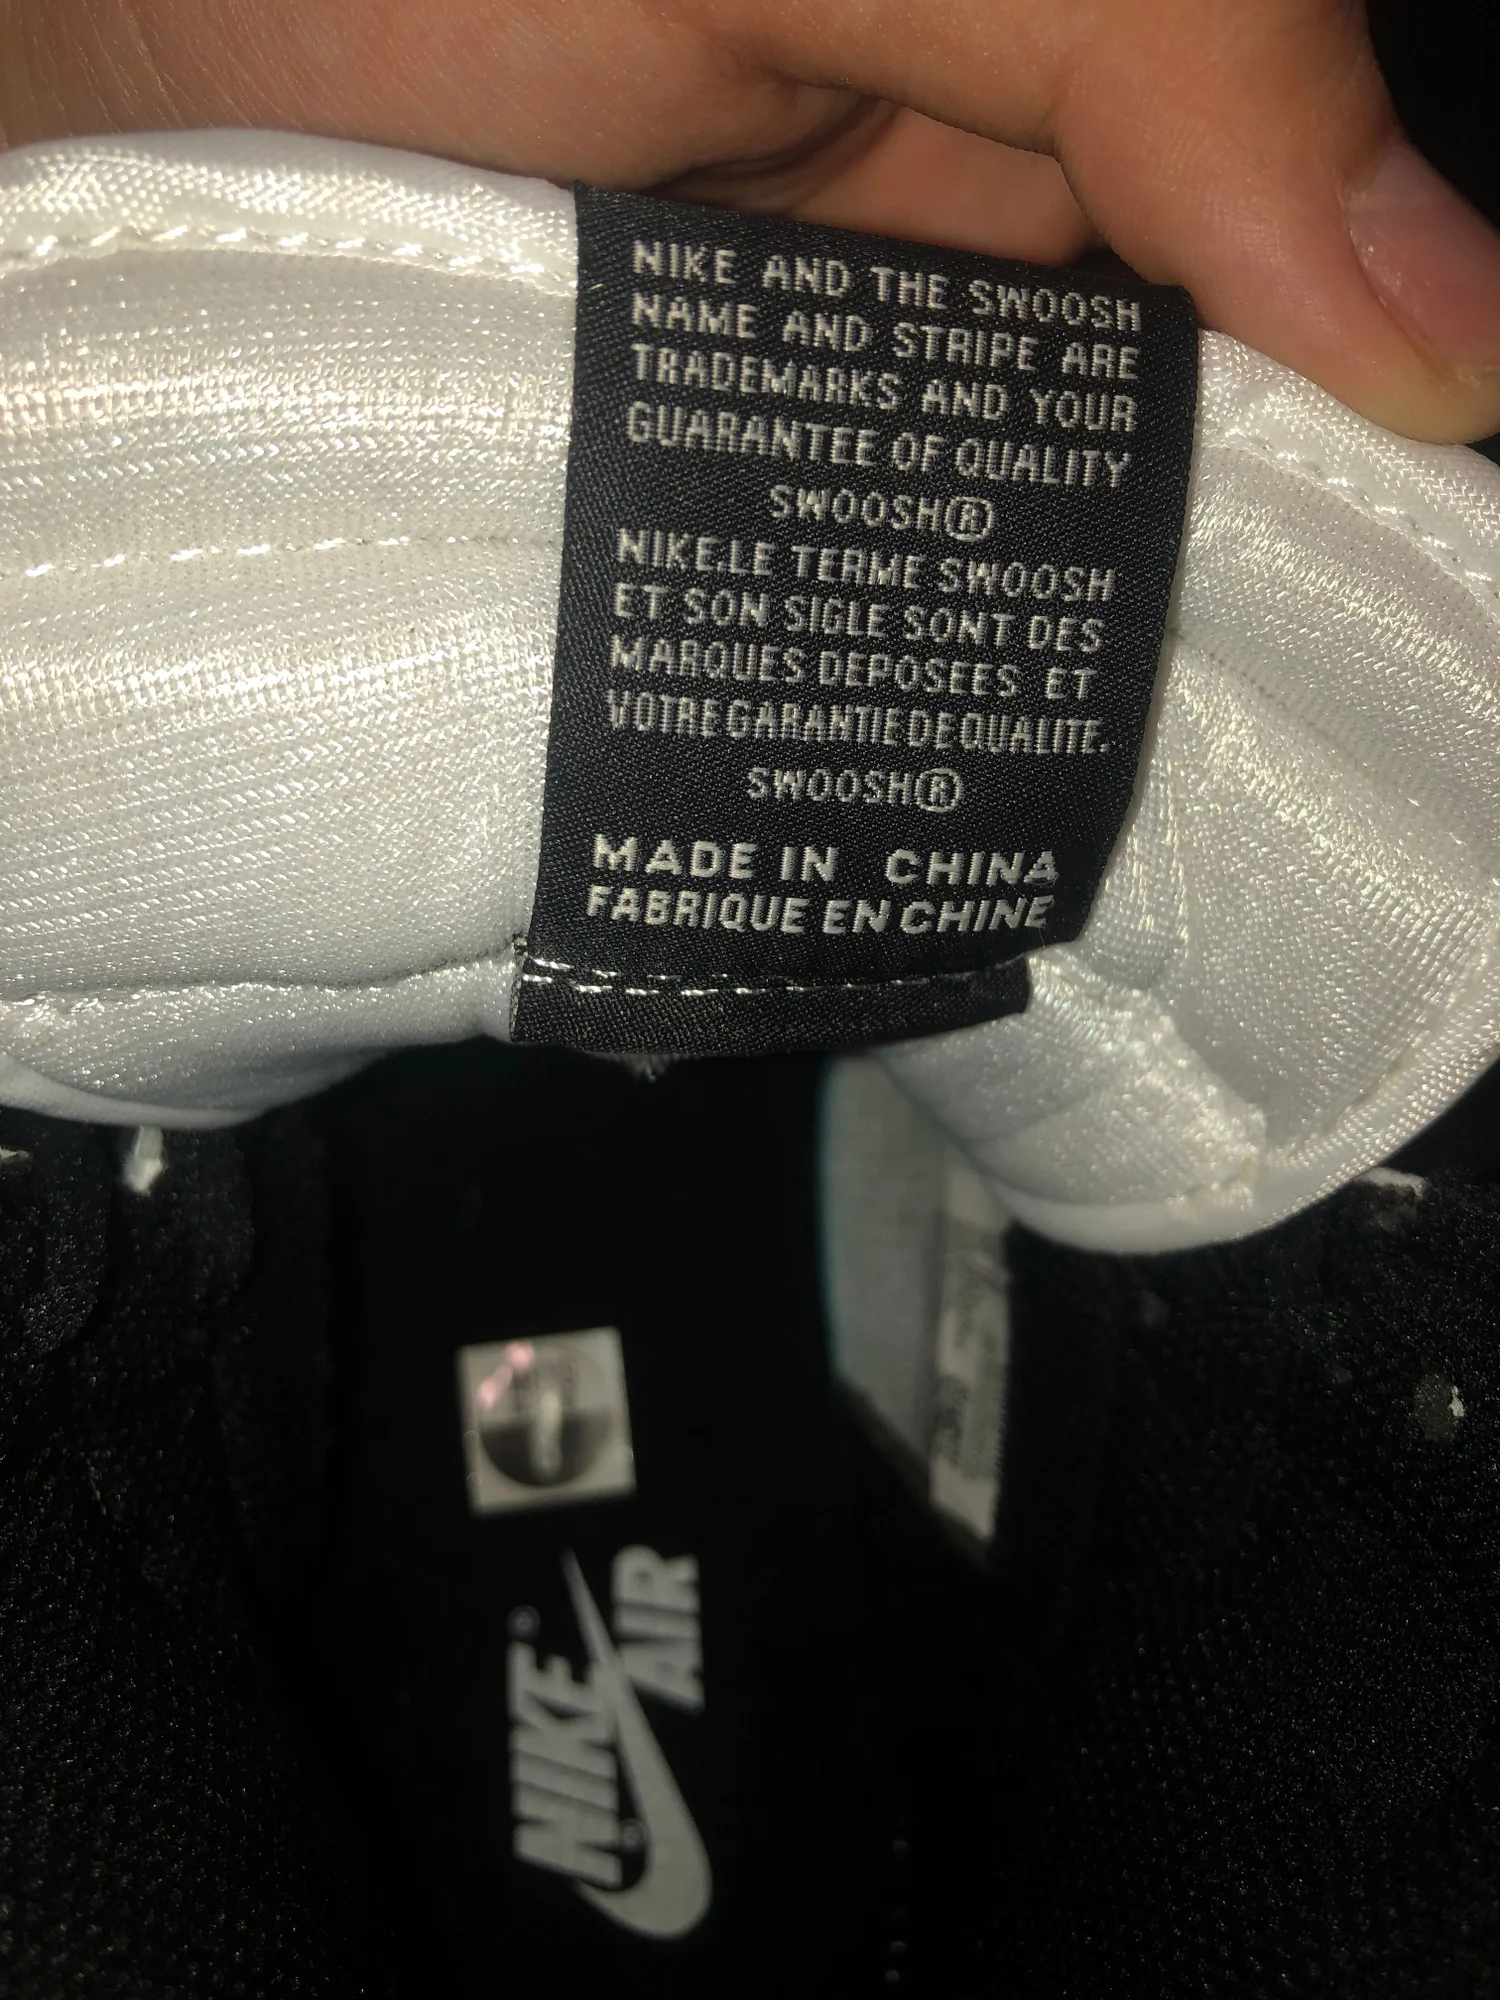 NIKE AND THE SWOOSH
NAME AND STRIPE ARE
TRADEMARKS AND YOUR
GUARANTEE OF QUALITY
SWOOSH®
NIKE.LE TERME SWOOSH
ET SON SIGLE SONT DES
MARQUES DEPOSEES ET
VOTRE GARANTIE DE QUALITE.
SWOOSH®
MADE IN CHINA
FABRIQUE EN CHINE
NIKE®
AIR